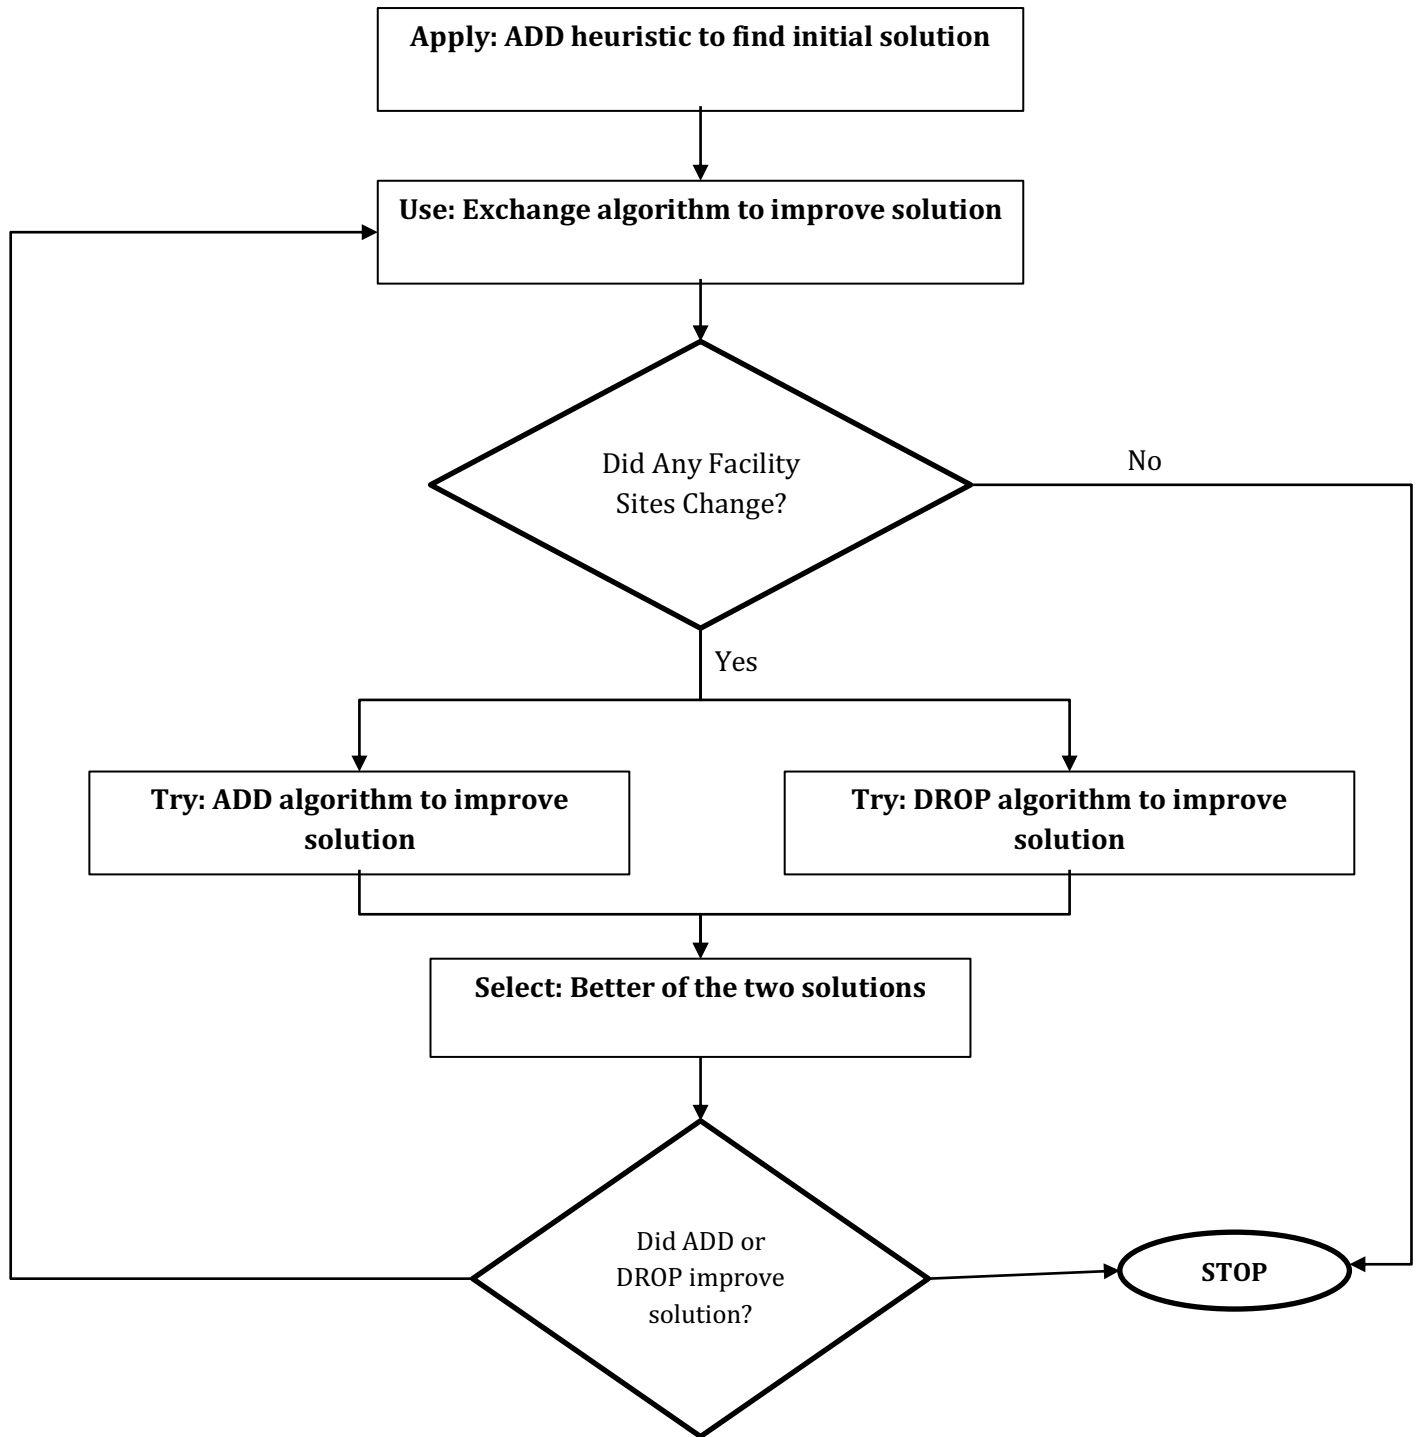 Apply: ADD heuristic to find initial solution
Use: Exchange algorithm to improve solution
Did Any Facility
Sites Change?
No
Yes
Try: ADD algorithm to improve
solution
Try: DROP algorithm to improve
solution
Select: Better of the two solutions
Did ADD or
DROP improve
solution?
STOP